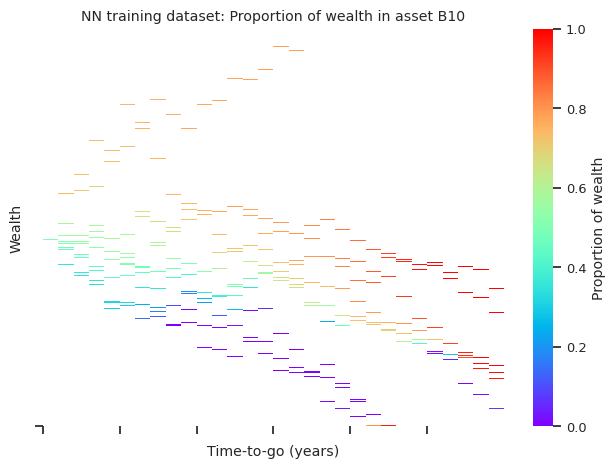 NN training dataset: Proportion of wealth in asset B10
Wealth
Time-to-go (years)
1.0
0.8
0.6
0.4
0.2
0.0
Proportion of wealth